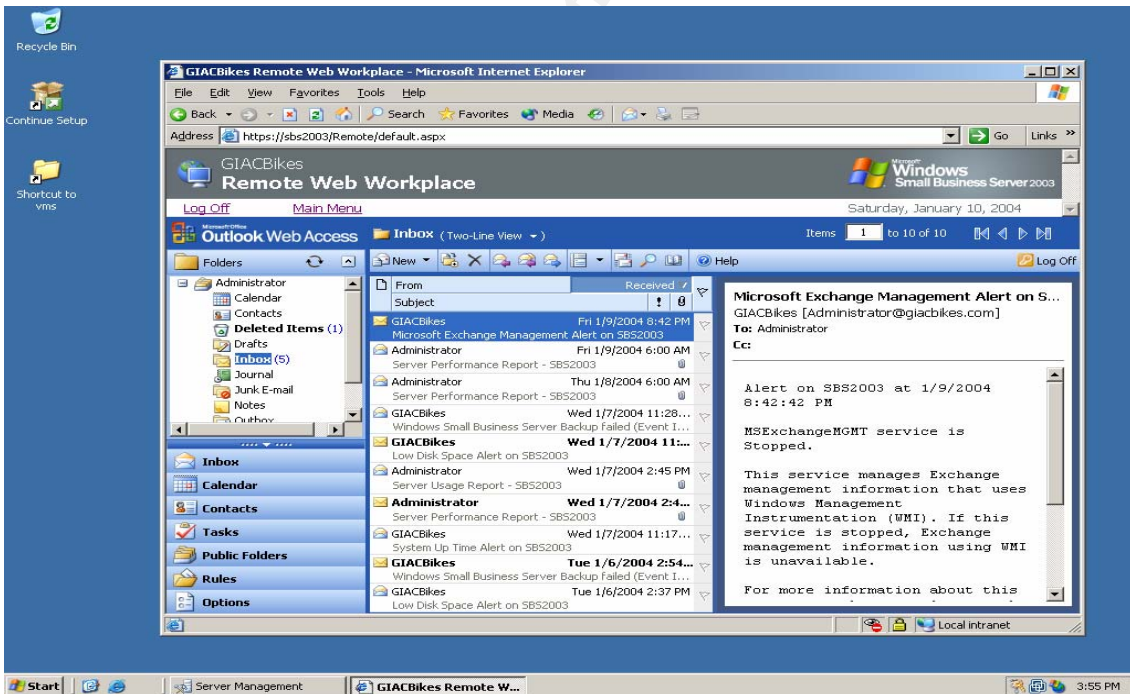 Recycle Bin
Continue Setup
Shortcut to
vms
GIACBikes Remote Web Workplace - Microsoft Internet Explorer
File Edit View Favorites Tools Help
Back Search Favorites Media
Address https://sbs2003/Remote/default.aspx Go Links »
GIACBikes
Remote Web Workplace
Microsoft
Windows
Small Business Server 2003
Log Off Main Menu Saturday, January 10, 2004
Microsoft Office
Outlook Web Access Inbox (Two-Line View) Items 1 to 10 of 10
Folders New Help Log Off
Administrator
Calendar
Contacts
Deleted Items (1)
Drafts
Inbox (5)
Journal
Junk E-mail
Notes
Outbox
Inbox
Calendar
Contacts
Tasks
Public Folders
Rules
Options
From Received
Subject
GIACBikes Fri 1/9/2004 8:42 PM
Microsoft Exchange Management Alert on SBS2003
Administrator Fri 1/9/2004 6:00 AM
Server Performance Report - SBS2003
Administrator Thu 1/8/2004 6:00 AM
Server Performance Report - SBS2003
GIACBikes Wed 1/7/2004 11:28...
Windows Small Business Server Backup failed (Event I...
GIACBikes Wed 1/7/2004 11:...
Low Disk Space Alert on SBS2003
Administrator Wed 1/7/2004 2:45 PM
Server Usage Report - SBS2003
Administrator Wed 1/7/2004 2:4...
Server Performance Report - SBS2003
GIACBikes Wed 1/7/2004 11:17...
System Up Time Alert on SBS2003
GIACBikes Tue 1/6/2004 2:54...
Windows Small Business Server Backup failed (Event I...
GIACBikes Tue 1/6/2004 2:37 PM
Low Disk Space Alert on SBS2003
Microsoft Exchange Management Alert on S...
GIACBikes [Administrator@giacbikes.com]
To: Administrator
Cc:
Alert on SBS2003 at 1/9/2004
8:42:42 PM
MSExchangeMGMT service is
Stopped.
This service manages Exchange
management information that uses
Windows Management
Instrumentation (WMI). If this
service is stopped, Exchange
management information using WMI
is unavailable.
For more information about this
Local intranet
Start Server Management GIACBikes Remote W... 3:55 PM